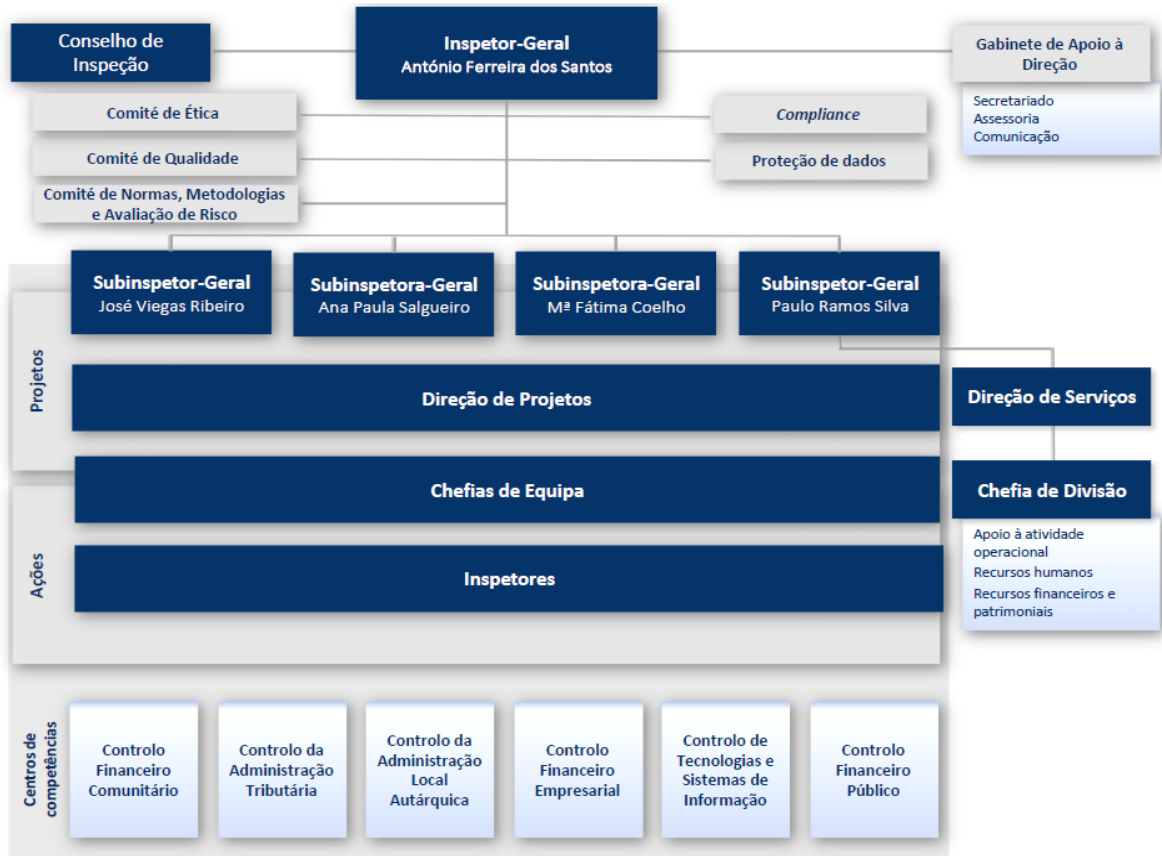 Conselho de
Inspeção
Inspetor-Geral
António Ferreira dos Santos
Gabinete de Apoio à
Direção
Secretariado
Assessoria
Comunicação
Comité de Ética
Compliance
Comité de Qualidade
Proteção de dados
Comité de Normas, Metodologias
e Avaliação de Risco
Subinspetor-Geral
José Viegas Ribeiro
Subinspetora-Geral
Ana Paula Salgueiro
Subinspetora-Geral
Mª Fátima Coelho
Subinspetor-Geral
Paulo Ramos Silva
Projetos
Direção de Projetos
Direção de Serviços
Chefias de Equipa
Chefia de Divisão
Apoio à atividade
operacional
Recursos humanos
Recursos financeiros e
patrimoniais
Ações
Inspetores
Centros de
competências
Controlo
Financeiro
Comunitário
Controlo da
Administração
Tributária
Controlo da
Administração
Local
Autárquica
Controlo
Financeiro
Empresarial
Controlo de
Tecnologias e
Sistemas de
Informação
Controlo
Financeiro
Público